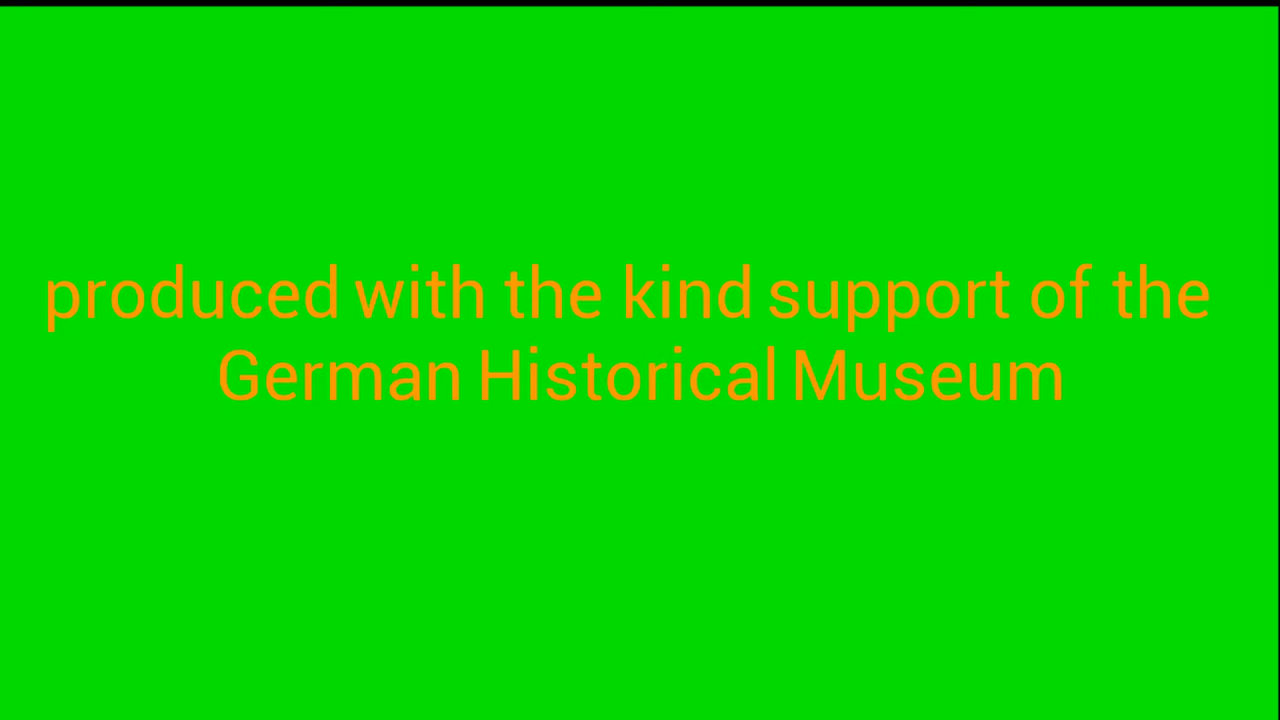 produced with the kind support of the
German Historical Museum